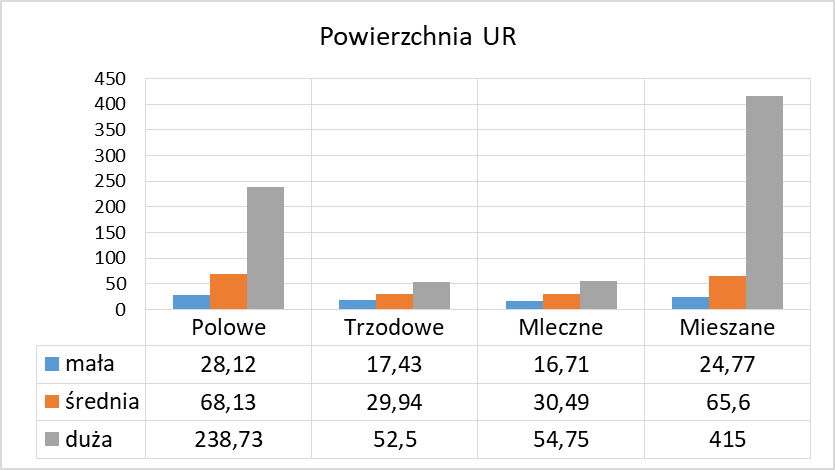 Powierzchnia UR
450
400
350
300
250
200
150
100
50
0
Polowe Trzodowe Mleczne Mieszane
mała 28,12 17,43 16,71 24,77
średnia 68,13 29,94 30,49 65,6
duża 238,73 52,5 54,75 415